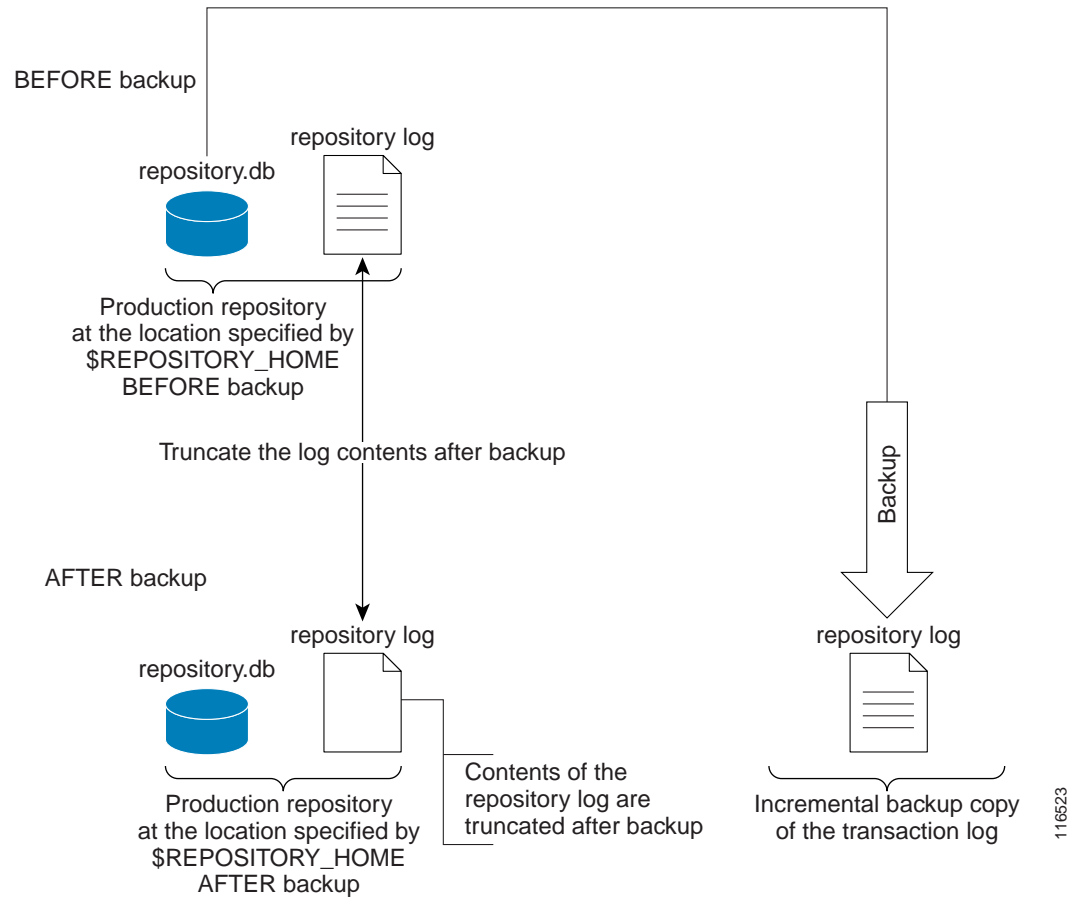 BEFORE backup
repository log
repository.db
Production repository
at the location specified by
$REPOSITORY_HOME
BEFORE backup
Truncate the log contents after backup
Backup
AFTER backup
repository log
repository.db
repository log
Contents of the
repository log are
truncated after backup
Production repository
at the location specified by
$REPOSITORY_HOME
AFTER backup
Incremental backup copy
of the transaction log
116523